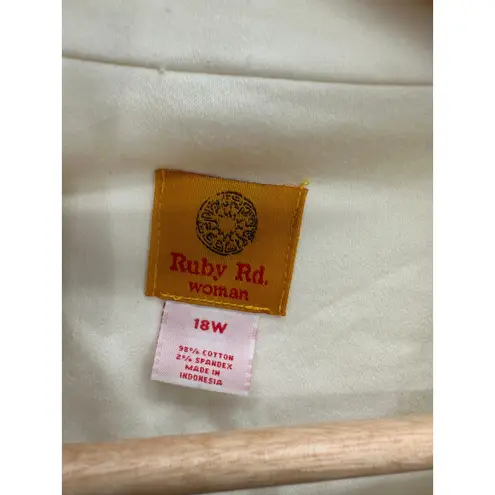 Ruby Rd.
woman
18W
98% COTTON
2% SPANDEX
MADE IN
INDONESIA